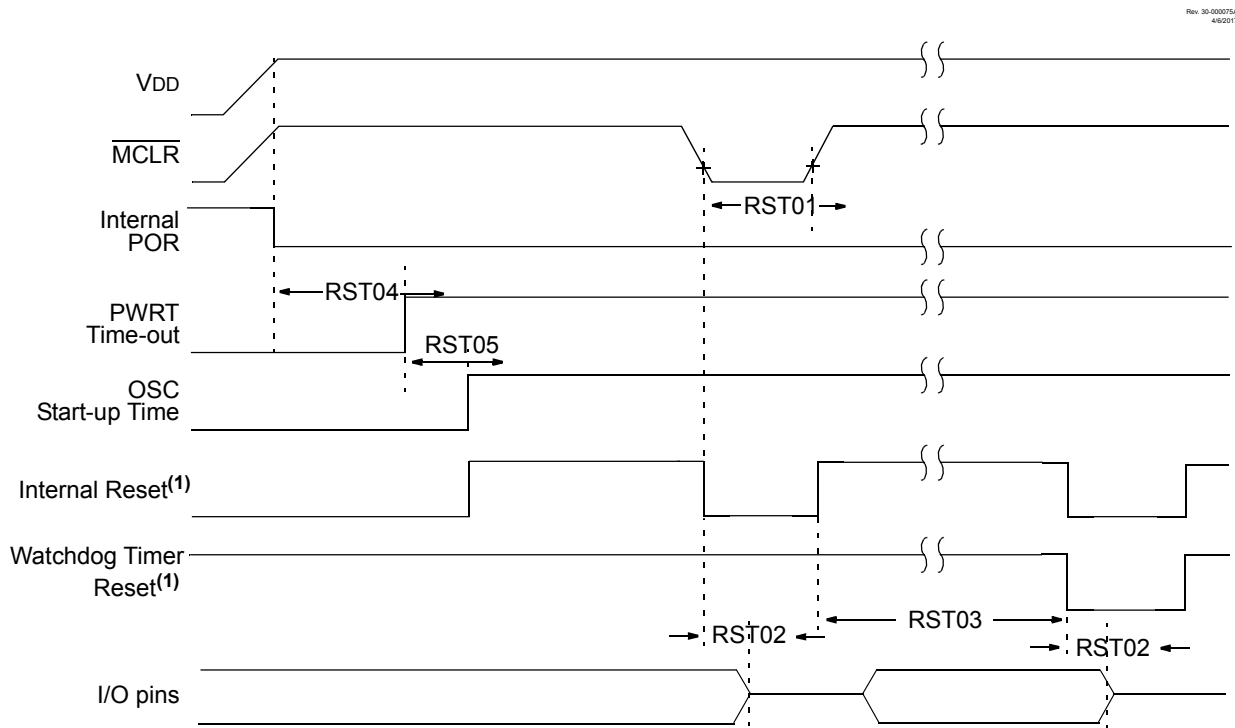 Rev. 30-000075A
4/6/2017
VDD
MCLR
RST01
Internal
POR
RST04
PWRT
Time-out
RST05
OSC
Start-up Time
Internal Reset(1)
Watchdog Timer
Reset(1)
RST02
RST03
RST02
I/O pins